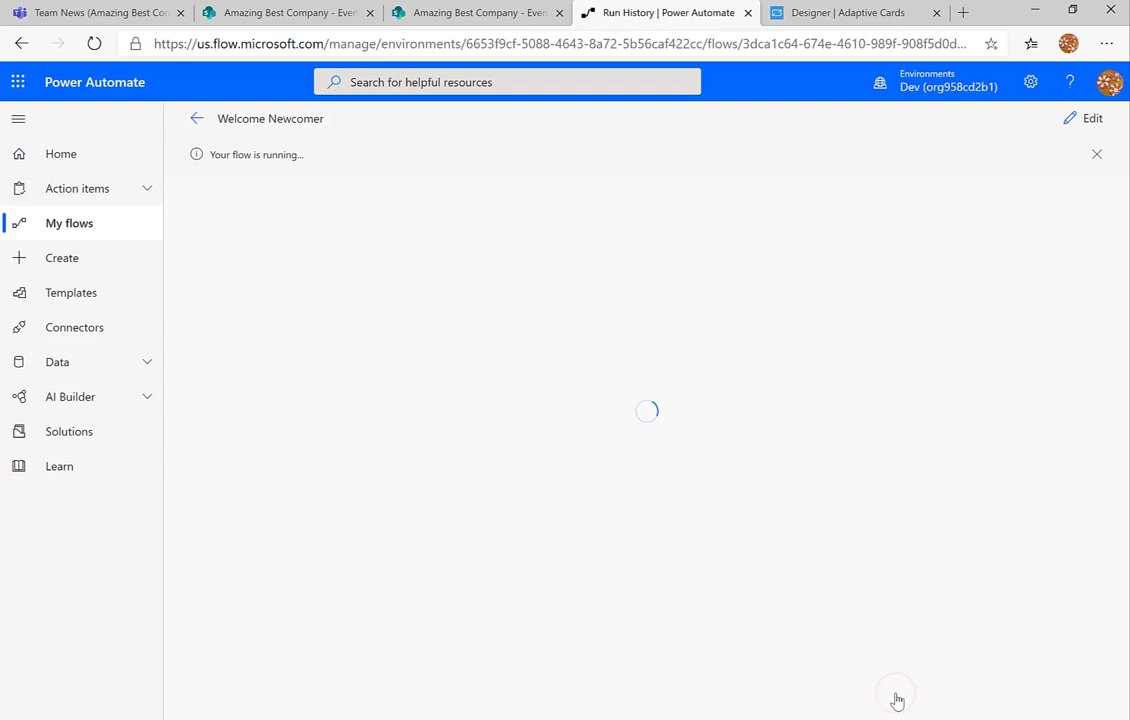 Team News (Amazing Best Con
Amazing Best Company - Even
Amazing Best Company - Even
Run History | Power Automate
Designer | Adaptive Cards
https://us.flow.microsoft.com/manage/environments/6653f9cf-5088-4643-8a72-5b56caf422cc/flows/3dca1c64-674e-4610-989f-908f5d0d...
Power Automate
Search for helpful resources
Environments
Dev (org958cd2b1)
Welcome Newcomer
Edit
Your flow is running...
Home
Action items
My flows
Create
Templates
Connectors
Data
AI Builder
Solutions
Learn